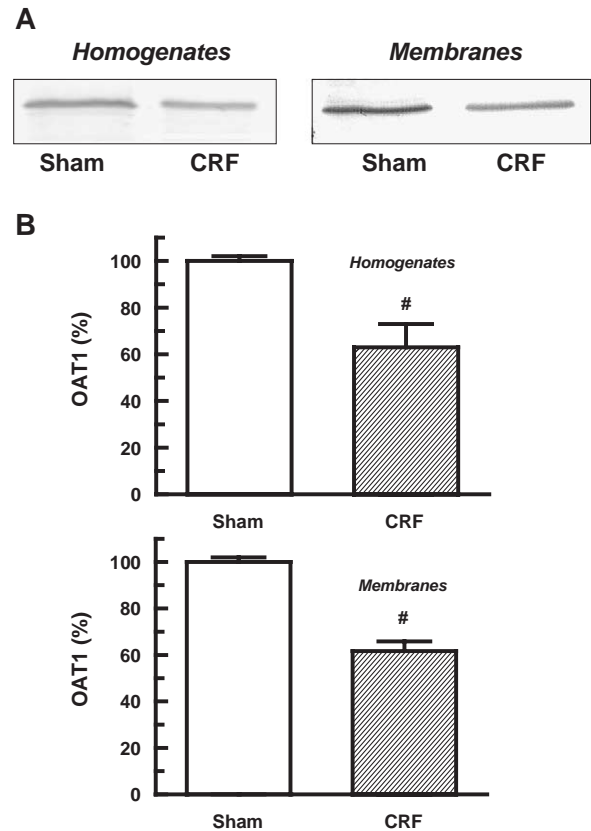 A
Homogenates
Membranes
Sham CRF
Sham CRF
B
OAT1 (%)
100
80
60
40
20
0
Homogenates
#
Sham CRF
OAT1 (%)
100
80
60
40
20
0
Membranes
#
Sham CRF